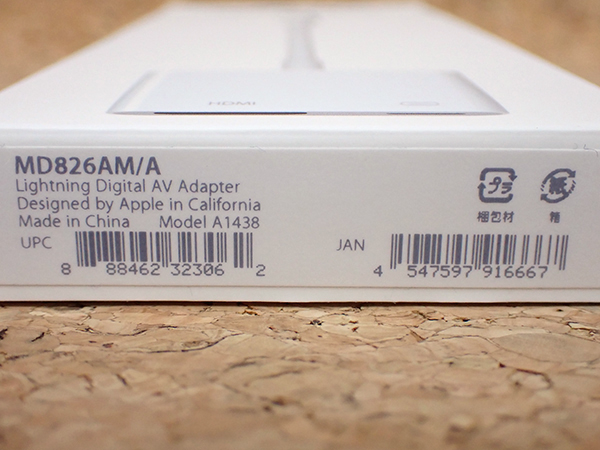 HDMI
MD826AM/A
Lightning Digital AV Adapter
Designed by Apple in California
Made in China Model A1438
UPC
8 88462 32306 2
JAN
4 547597 916667
プラ
紙
梱包材
箱